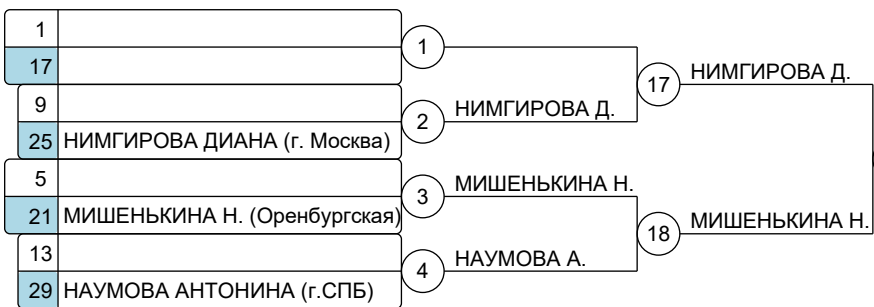 1
17
1
9
25 НИМГИРОВА ДИАНА (г. Москва)
2
НИМГИРОВА Д.
17
НИМГИРОВА Д.
5
21 МИШЕНЬКИНА Н. (Оренбургская)
3
МИШЕНЬКИНА Н.
13
29 НАУМОВА АНТОНИНА (г.СПБ)
4
НАУМОВА А.
18
МИШЕНЬКИНА Н.